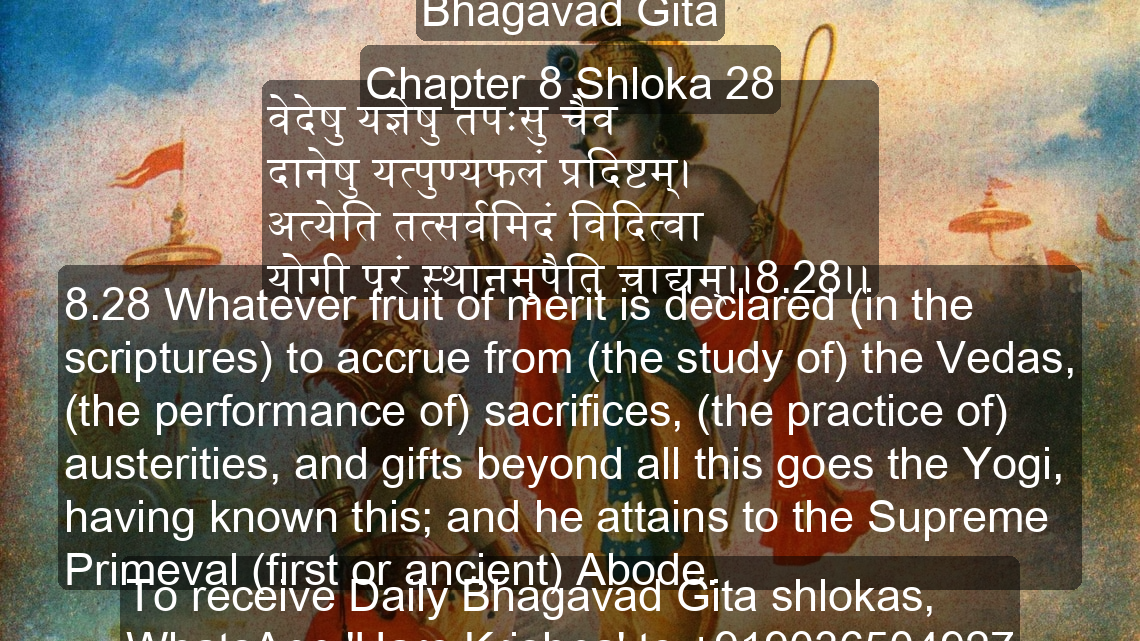 Bhagavad Gita
Chapter 8 Shloka 28
वेदेषु यज्ञेषु तपःसु चैव
दानेषु यत्पुण्यफलं प्रदिष्टम्।
अत्येति तत्सर्वमिदं विदित्वा
योगी परं स्थानमुपैति चाद्यम्।।8.28।।
8.28 Whatever fruit of merit is declared (in the
scriptures) to accrue from (the study of) the Vedas,
(the performance of) sacrifices, (the practice of)
austerities, and gifts beyond all this goes the Yogi,
having known this; and he attains to the Supreme
Primeval (first or ancient) Abode.
To receive Daily Bhagavad Gita shlokas,
WhatsApp 'Hare Krishna' to